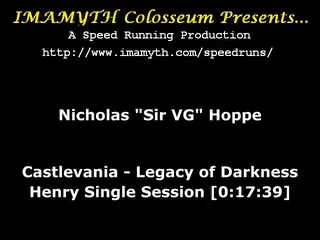 IMAMYTH Colosseum Presents...
A Speed Running Production
http://www.imamyth.com/speedruns/
Nicholas "Sir VG" Hoppe
Castlevania - Legacy of Darkness
Henry Single Session [0:17:39]